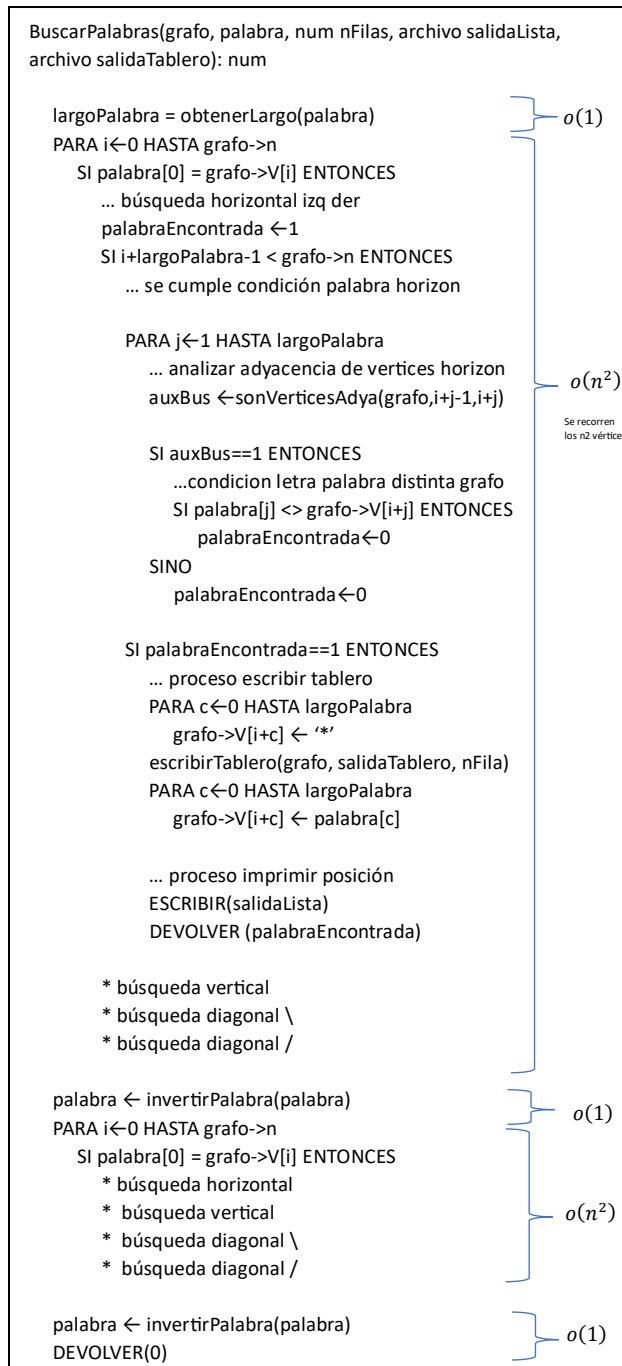 BuscarPalabras(grafo, palabra, num nFilas, archivo salidaLista,
archivo salidaTablero): num
largoPalabra = obtenerLargo(palabra)
o(1)
PARA i←0 HASTA grafo->n
SI palabra[0] = grafo->V[i] ENTONCES
... búsqueda horizontal izq der
palabraEncontrada ←1
SI i+largoPalabra-1 < grafo->n ENTONCES
... se cumple condición palabra horizon
PARA j←1 HASTA largoPalabra
... analizar adyacencia de vertices horizon
auxBus ←sonVerticesAdya(grafo,i+j-1,i+j)
o(n²)
Se recorren
los n2 vértice
SI auxBus==1 ENTONCES
...condicion letra palabra distinta grafo
SI palabra[j] <> grafo->V[i+j] ENTONCES
palabraEncontrada←0
SINO
palabraEncontrada←0
SI palabraEncontrada==1 ENTONCES
... proceso escribir tablero
PARA c←0 HASTA largoPalabra
grafo->V[i+c] ← ‘*’
escribirTablero(grafo, salidaTablero, nFila)
PARA c←0 HASTA largoPalabra
grafo->V[i+c] ← palabra[c]
... proceso imprimir posición
ESCRIBIR(salidaLista)
DEVOLVER (palabraEncontrada)
* búsqueda vertical
* búsqueda diagonal \
* búsqueda diagonal /
palabra ← invertirPalabra(palabra)
o(1)
PARA i←0 HASTA grafo->n
SI palabra[0] = grafo->V[i] ENTONCES
* búsqueda horizontal
* búsqueda vertical
* búsqueda diagonal \
* búsqueda diagonal /
o(n²)
palabra ← invertirPalabra(palabra)
DEVOLVER(0)
o(1)